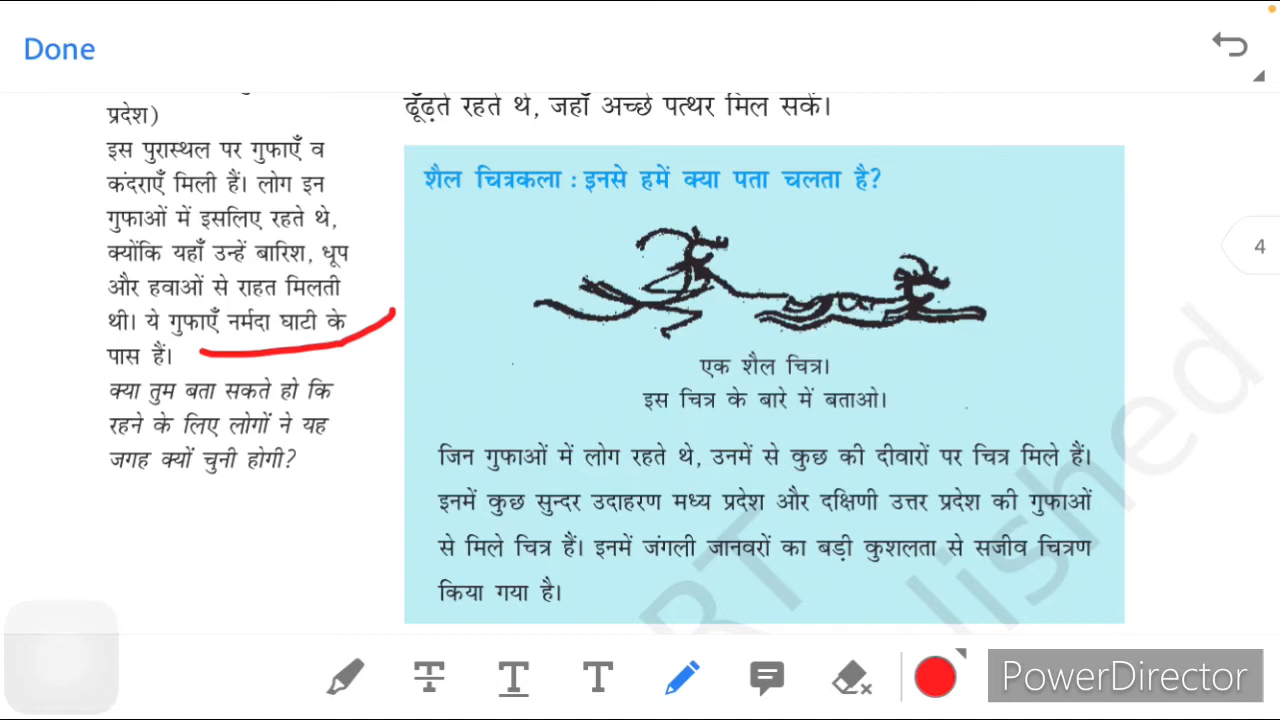 Done
प्रदेश)
इस पुरास्थल पर गुफाएँ व
कंदराएँ मिली हैं। लोग इन
गुफाओं में इसलिए रहते थे,
क्योंकि यहाँ उन्हें बारिश, धूप
और हवाओं से राहत मिलती
थी। ये गुफाएँ नर्मदा घाटी के
पास हैं।
क्या तुम बता सकते हो कि
रहने के लिए लोगों ने यह
जगह क्यों चुनी होगी?
ढूँढ़ते रहते थे, जहाँ अच्छे पत्थर मिल सकें।
शैल चित्रकला : इनसे हमें क्या पता चलता है?
एक शैल चित्र।
इस चित्र के बारे में बताओ।
जिन गुफाओं में लोग रहते थे, उनमें से कुछ की दीवारों पर चित्र मिले हैं।
इनमें कुछ सुन्दर उदाहरण मध्य प्रदेश और दक्षिणी उत्तर प्रदेश की गुफाओं
से मिले चित्र हैं। इनमें जंगली जानवरों का बड़ी कुशलता से सजीव चित्रण
किया गया है।
4
T T T
PowerDirector